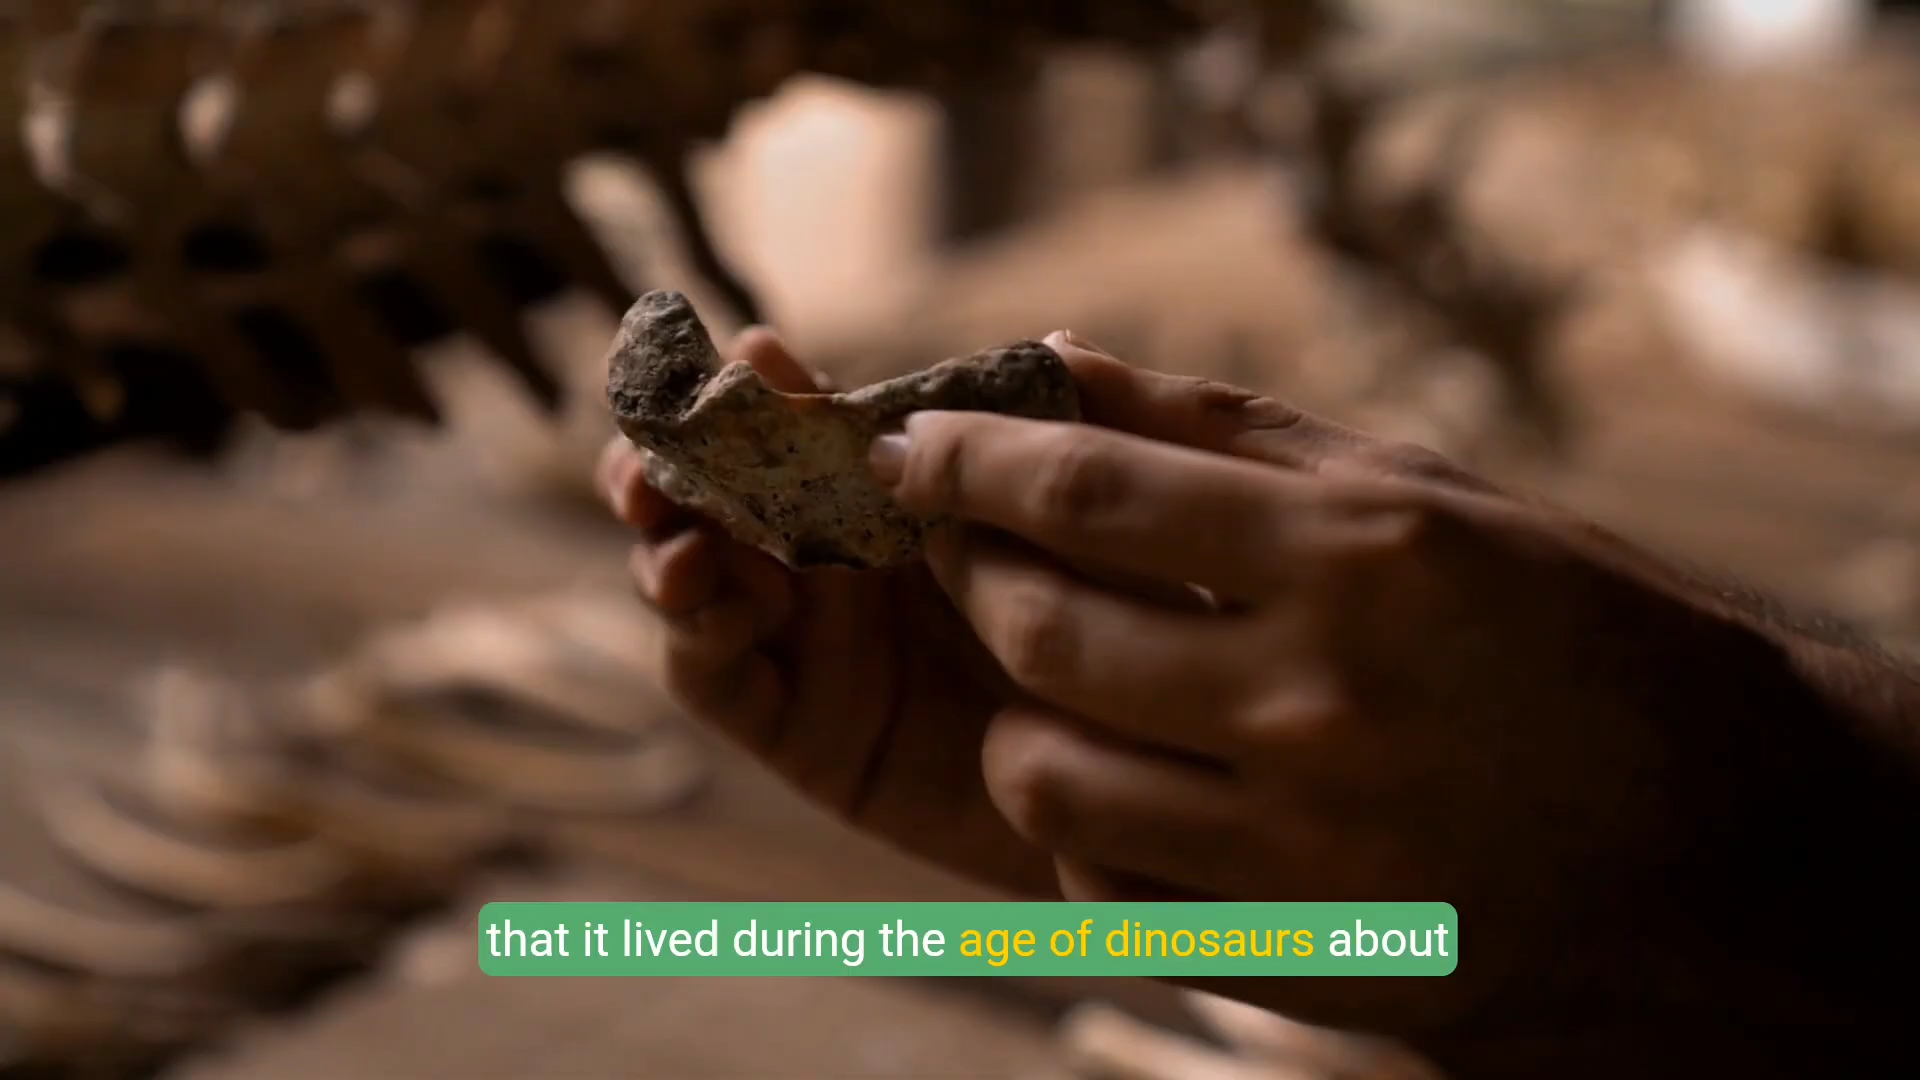 that it lived during the age of dinosaurs about